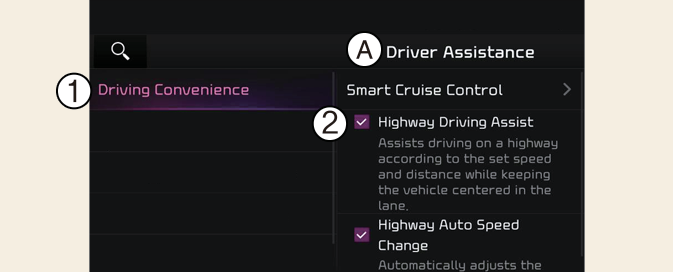 A Driver Assistance
1 Driving Convenience
Smart Cruise Control
2 Highway Driving Assist
Assists driving on a highway
according to the set speed
and distance while keeping
the vehicle centered in the
lane.
Highway Auto Speed
Change
Automatically adjusts the